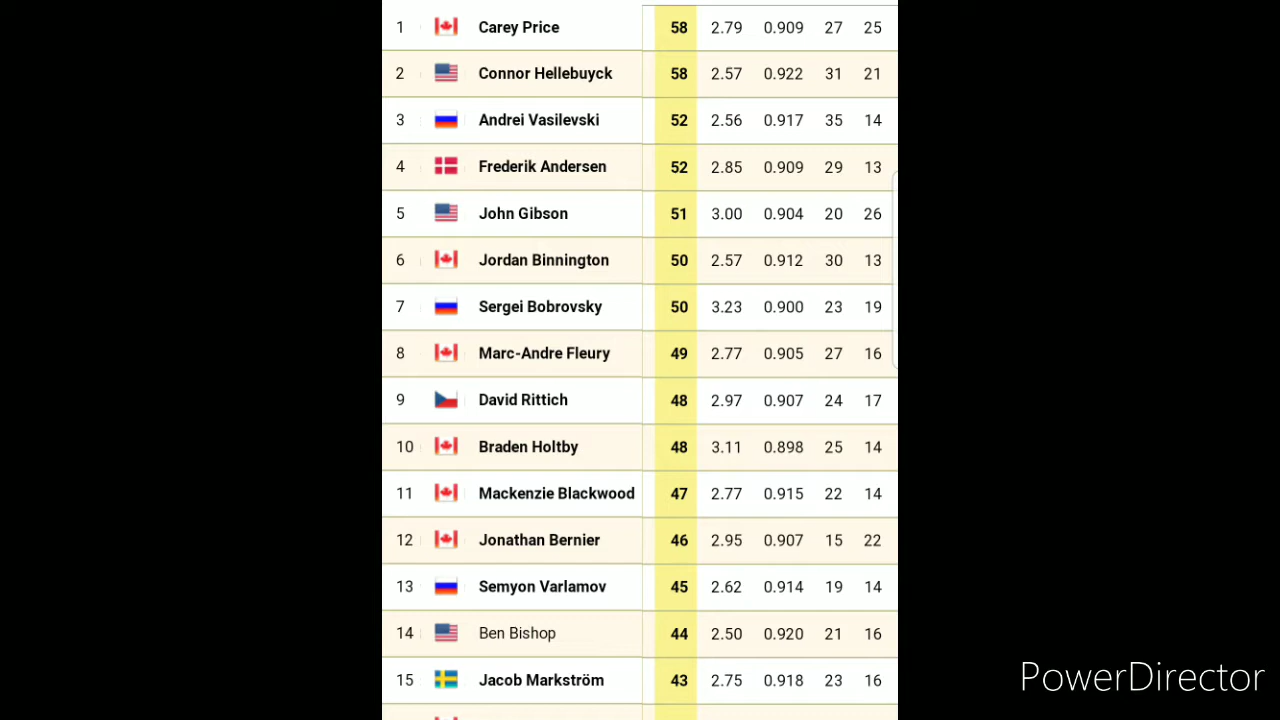 1 Carey Price 58 2.79 0.909 27 25
2 Connor Hellebuyck 58 2.57 0.922 31 21
3 Andrei Vasilevski 52 2.56 0.917 35 14
4 Frederik Andersen 52 2.85 0.909 29 13
5 John Gibson 51 3.00 0.904 20 26
6 Jordan Binnington 50 2.57 0.912 30 13
7 Sergei Bobrovsky 50 3.23 0.900 23 19
8 Marc-Andre Fleury 49 2.77 0.905 27 16
9 David Rittich 48 2.97 0.907 24 17
10 Braden Holtby 48 3.11 0.898 25 14
11 Mackenzie Blackwood 47 2.77 0.915 22 14
12 Jonathan Bernier 46 2.95 0.907 15 22
13 Semyon Varlamov 45 2.62 0.914 19 14
14 Ben Bishop 44 2.50 0.920 21 16
15 Jacob Markström 43 2.75 0.918 23 16
PowerDirector